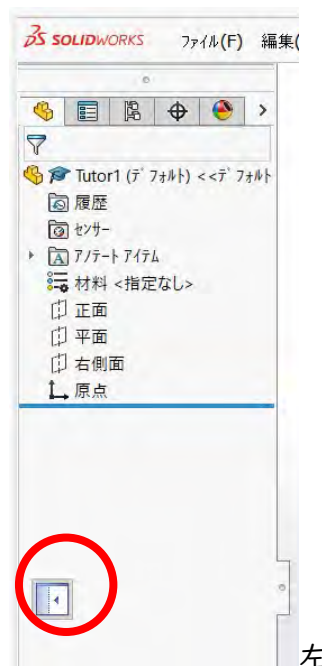 SOLIDWORKS ファイル(F) 編集(
Tutor1 (デフォルト) <<デフォルト
履歴
センサー
アノテート アイテム
材料 <指定なし>
正面
平面
右側面
原点
左